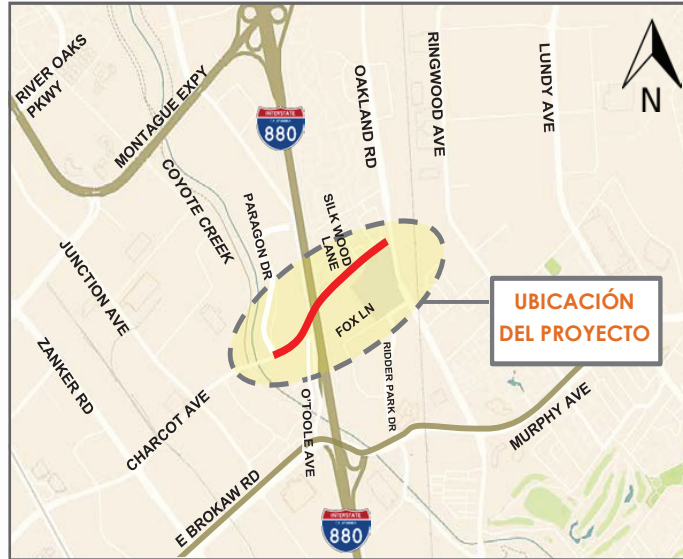 RIVER OAKS
PKWY
MONTAGUE EXPY
INTERSTATE
880
OAKLAND RD
RINGWOOD AVE
LUNDY AVE
N
COYOTE CREEK
PARAGON DR
SILK WOOD
LANE
JUNCTION AVE
ZANKER RD
FOX LN
UBICACIÓN
DEL PROYECTO
CHARCOT AVE
O'TOOLE AVE
RIDDER PARK DR
MURPHY AVE
E BROKAW RD
INTERSTATE
880